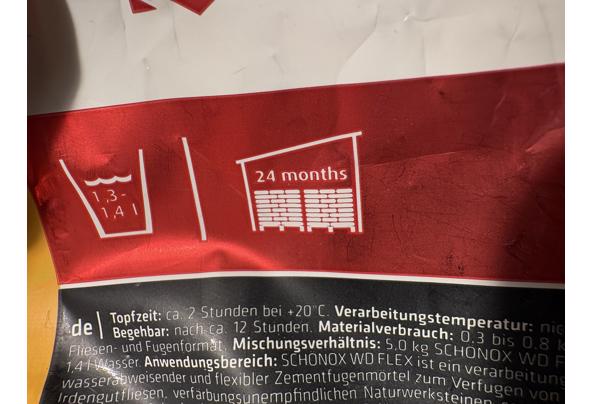 1,3-
1,4 l
24 months
de | Topfzeit: ca. 2 Stunden bei +20°C. Verarbeitungstemperatur:
Begehbar: nach ca. 12 Stunden. Materialverbrauch: 0.3 bis 0.8
Fliesen- und Fugenformat. Mischungsverhältnis: 5.0 kg SCHÖNOX WD
1,4 l Wasser. Anwendungsbereich: SCHÖNOX WD FLEX ist ein
wasserabweisender und flexibler Zementfugenmörtel zum Verfugen von
Irdengutfliesen, verfärbungsunempfindlichen Naturwerksteinen